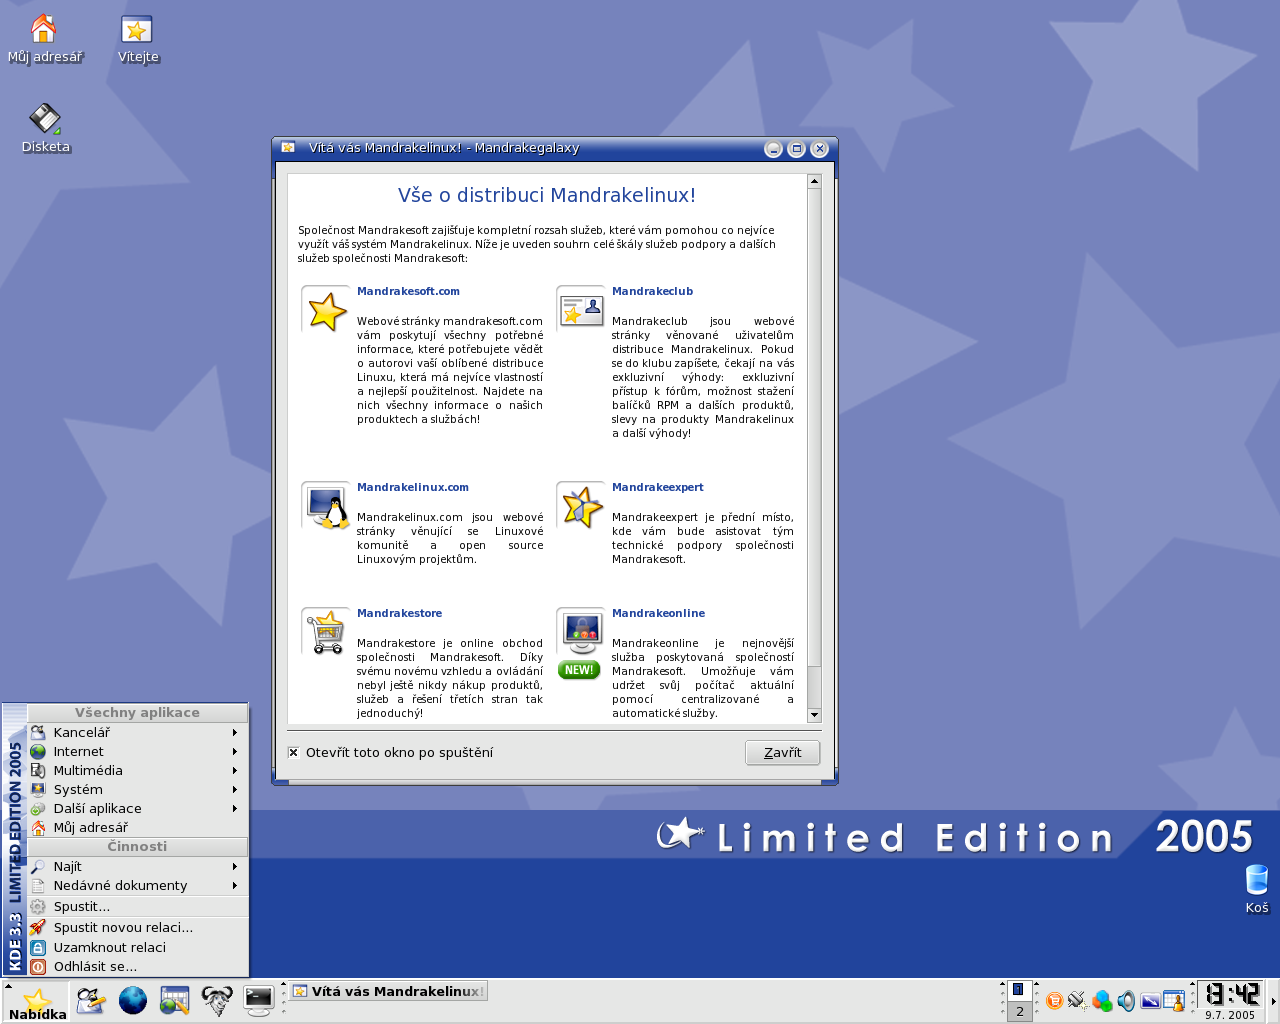 Můj adresář
Vítejte
Disketa
Vítá vás Mandrakelinux! - Mandrakegalaxy
Vše o distribuci Mandrakelinux!
Společnost Mandrakesoft zajišťuje kompletní rozsah služeb, které vám pomohou co nejvíce
využít váš systém Mandrakelinux. Níže je uveden souhrn celé škály služeb podpory a dalších
služeb společnosti Mandrakesoft:
Mandrakesoft.com
Webové stránky mandrakesoft.com
vám poskytují všechny potřebné
informace, které potřebujete vědět
o autorovi vaší oblíbené distribuce
Linuxu, která má nejvíce vlastností
a nejlepší použitelnost. Najdete na
nich všechny informace o našich
produktech a službách!
Mandrakeclub
Mandrakeclub jsou webové
stránky věnované uživatelům
distribuce Mandrakelinux. Pokud
se do klubu zapíšete, čekají na vás
exkluzivní výhody: exkluzivní
přístup k fórům, možnost stažení
balíčků RPM a dalších produktů,
slevy na produkty Mandrakelinux
a další výhody!
Mandrakelinux.com
Mandrakelinux.com jsou webové
stránky věnující se Linuxové
komunitě a open source
Linuxovým projektům.
Mandrakeexpert
Mandrakeexpert je přední místo,
kde vám bude asistovat tým
technické podpory společnosti
Mandrakesoft.
Mandrakestore
Mandrakestore je online obchod
společnosti Mandrakesoft. Díky
svému novému vzhledu a ovládání
nebyl ještě nikdy nákup produktů,
služeb a řešení třetích stran tak
jednoduchý!
Mandrakeonline
NEW!
Mandrakeonline je nejnovější
služba poskytovaná společností
Mandrakesoft. Umožňuje vám
udržet svůj počítač aktuální
pomocí centralizované a
automatické služby.
Otevřít toto okno po spuštění
Zavřít
KDE 3.3 LIMITED EDITION 2005
Všechny aplikace
Kancelář
Internet
Multimédia
Systém
Další aplikace
Můj adresář
Činnosti
Najít
Nedávné dokumenty
Spustit...
Spustit novou relaci...
Uzamknout relaci
Odhlásit se...
Limited Edition 2005
Koš
Nabídka
Vítá vás Mandrakelinux!
1
2
13:42
9.7. 2005